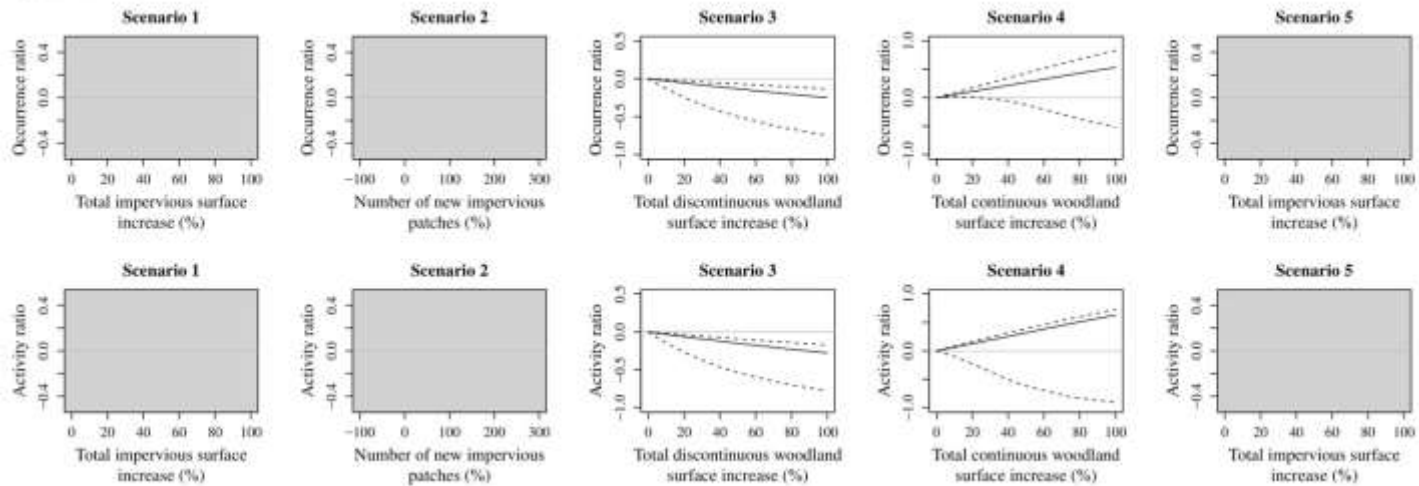 Scenario 1
Scenario 2
Scenario 3
Scenario 4
Scenario 5
Occurrence ratio
−0.4 0.0 0.4
0 20 40 60 80 100
Total impervious surface
increase (%)
Occurrence ratio
−0.4 0.0 0.4
−100 0 100 200 300
Number of new impervious
patches (%)
Occurrence ratio
−1.0 −0.5 0.0 0.5
0 20 40 60 80 100
Total discontinuous woodland
surface increase (%)
Occurrence ratio
−1.0 0.0 1.0
0 20 40 60 80 100
Total continuous woodland
surface increase (%)
Occurrence ratio
−0.4 0.0 0.4
0 20 40 60 80 100
Total impervious surface
increase (%)
Scenario 1
Scenario 2
Scenario 3
Scenario 4
Scenario 5
Activity ratio
−0.4 0.0 0.4
0 20 40 60 80 100
Total impervious surface
increase (%)
Activity ratio
−0.4 0.0 0.4
−100 0 100 200 300
Number of new impervious
patches (%)
Activity ratio
−1.0 −0.5 0.0 0.5
0 20 40 60 80 100
Total discontinuous woodland
surface increase (%)
Activity ratio
−1.0 0.0 1.0
0 20 40 60 80 100
Total continuous woodland
surface increase (%)
Activity ratio
−0.4 0.0 0.4
0 20 40 60 80 100
Total impervious surface
increase (%)